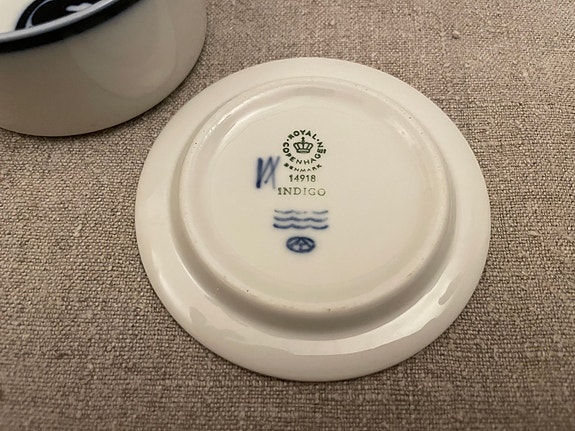 ROYAL
COPENHAGEN
DENMARK
14918
INDIGO